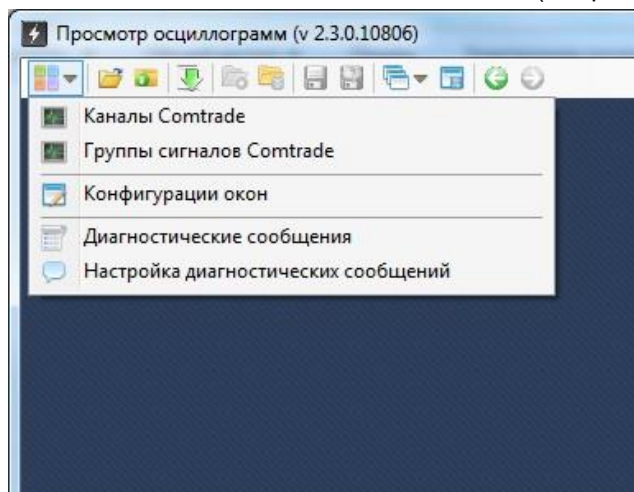 Просмотр осциллограмм (v 2.3.0.10806)
Каналы Comtrade
Группы сигналов Comtrade
Конфигурации окон
Диагностические сообщения
Настройка диагностических сообщений